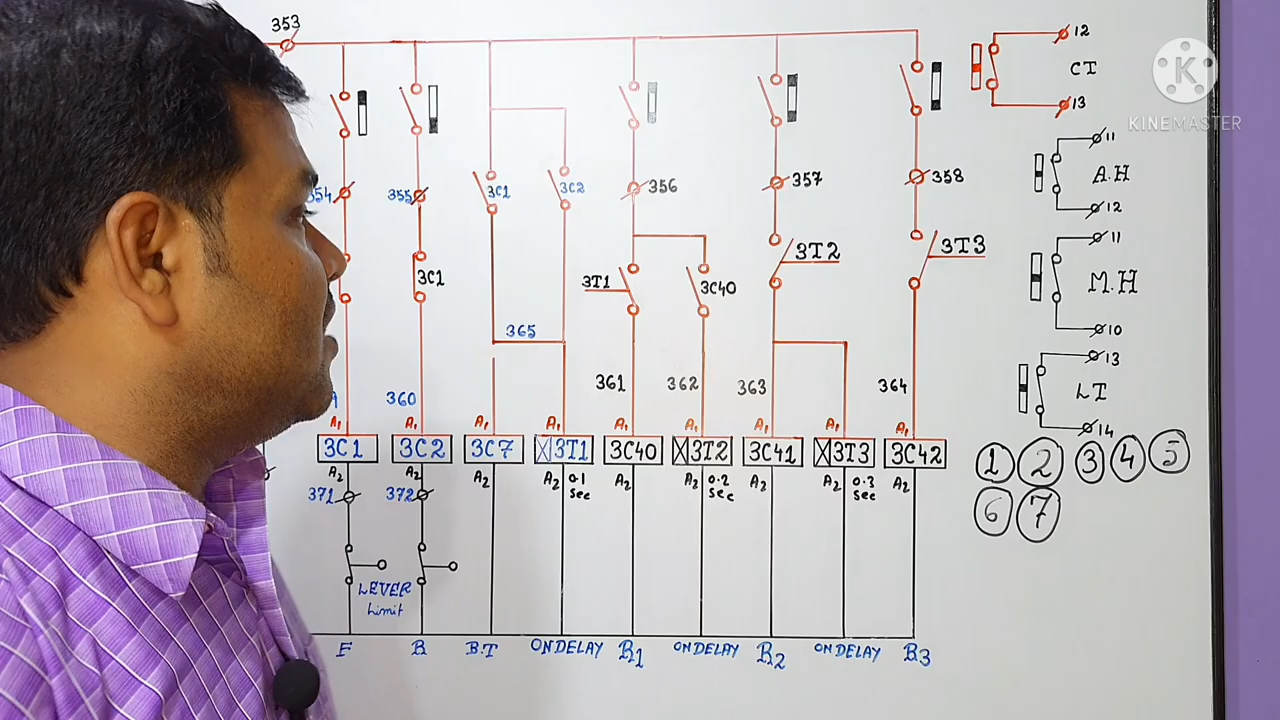 353
12
CT
13
K
KINEMASTER
11
A.H
12
11
M.H
10
13
LT
14
354
355
3C1
3C2
356
357
358
3C1
3T1
3C40
3T2
3T3
365
360
361
362
363
364
A1 A1 A1 A1 A1 A1 A1
3C1 3C2 3C7 3T1 3C40 3T2 3C41 3T3 3C42
A2 A2 A2 A2 A2 A2 A2 A2 A2
0.1 sec
0.2 sec
0.3 sec
371
372
LEVER
Limit
F B B.T ON DELAY R1 ON DELAY R2 ON DELAY R3
1 2 3 4 5
6 7